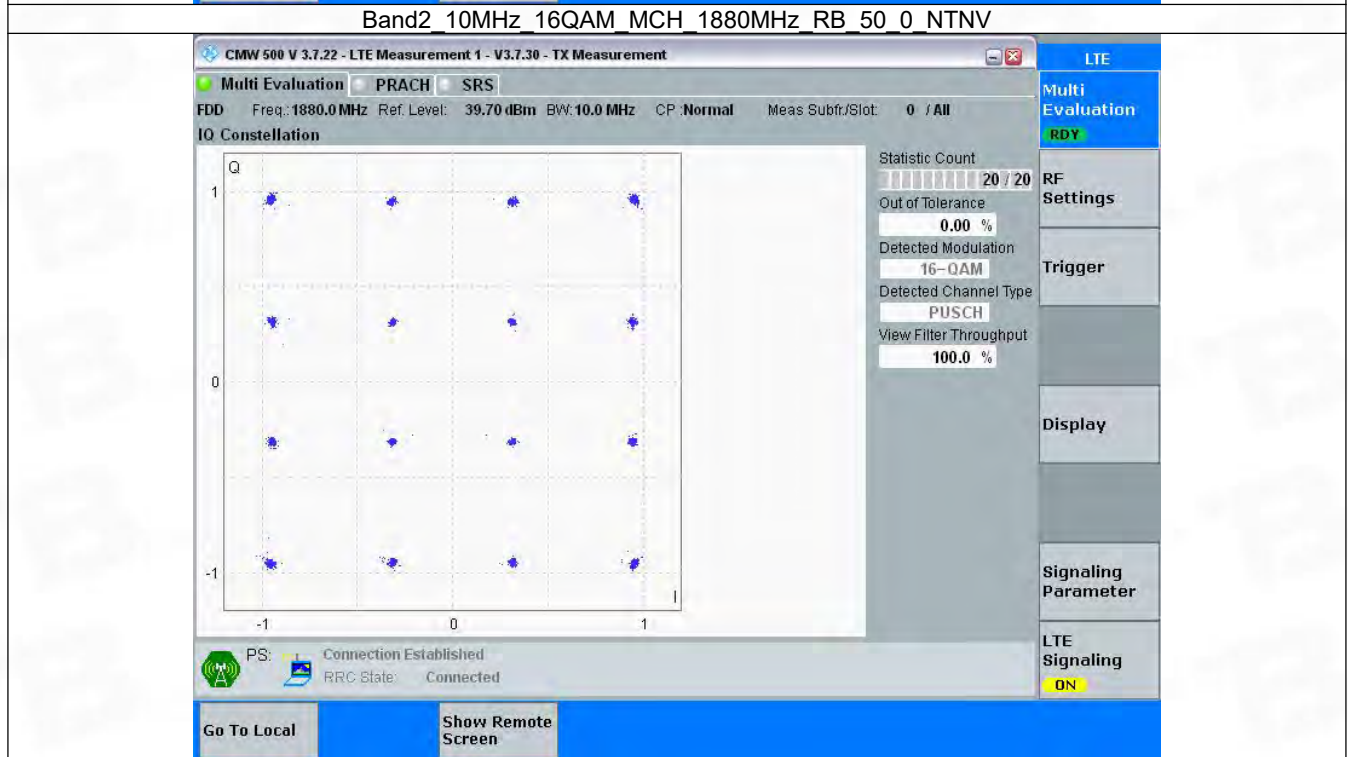 Band2_10MHz_16QAM_MCH_1880MHz_RB_50_0_NTNV
CMW 500 V 3.7.22 - LTE Measurement 1 - V3.7.30 - TX Measurement
LTE
Multi Evaluation PRACH SRS
FDD Freq.: 1880.0 MHz Ref. Level: 39.70 dBm BW: 10.0 MHz CP :Normal Meas Subfr./Slot: 0 / All
IQ Constellation
Q
1
0
-1
I
-1 0 1
Statistic Count
20 / 20
Out of Tolerance
0.00 %
Detected Modulation
16-QAM
Detected Channel Type
PUSCH
View Filter Throughput
100.0 %
Multi
Evaluation
RDY
RF
Settings
Trigger
Display
Signaling
Parameter
LTE
Signaling
ON
PS: Connection Established
RRC State: Connected
Go To Local
Show Remote
Screen